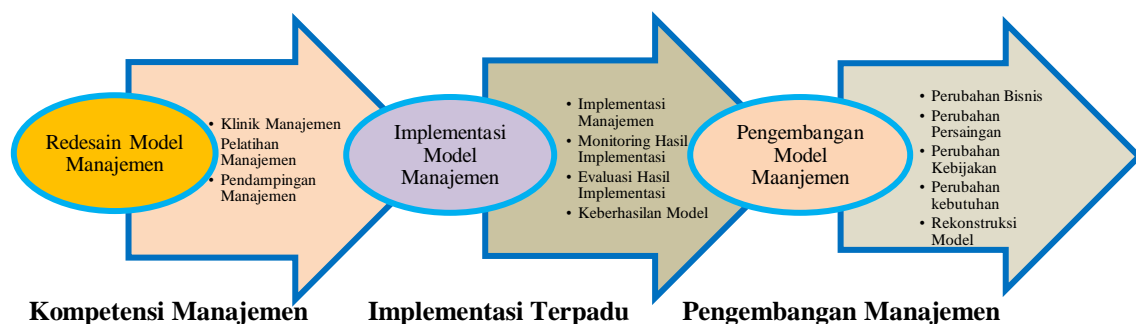 Redesain Model
Manajemen
• Klinik Manajemen
• Pelatihan
Manajemen
• Pendampingan
Manajemen
Implementasi
Model
Manajemen
• Implementasi
Manajemen
• Monitoring Hasil
Implementasi
• Evaluasi Hasil
Implementasi
• Keberhasilan Model
Pengembangan
Model
Maanjemen
• Perubahan Bisnis
• Perubahan
Persaingan
• Perubahan
Kebijakan
• Perubahan
kebutuhan
• Rekonstruksi
Model
Kompetensi Manajemen
Implementasi Terpadu
Pengembangan Manajemen